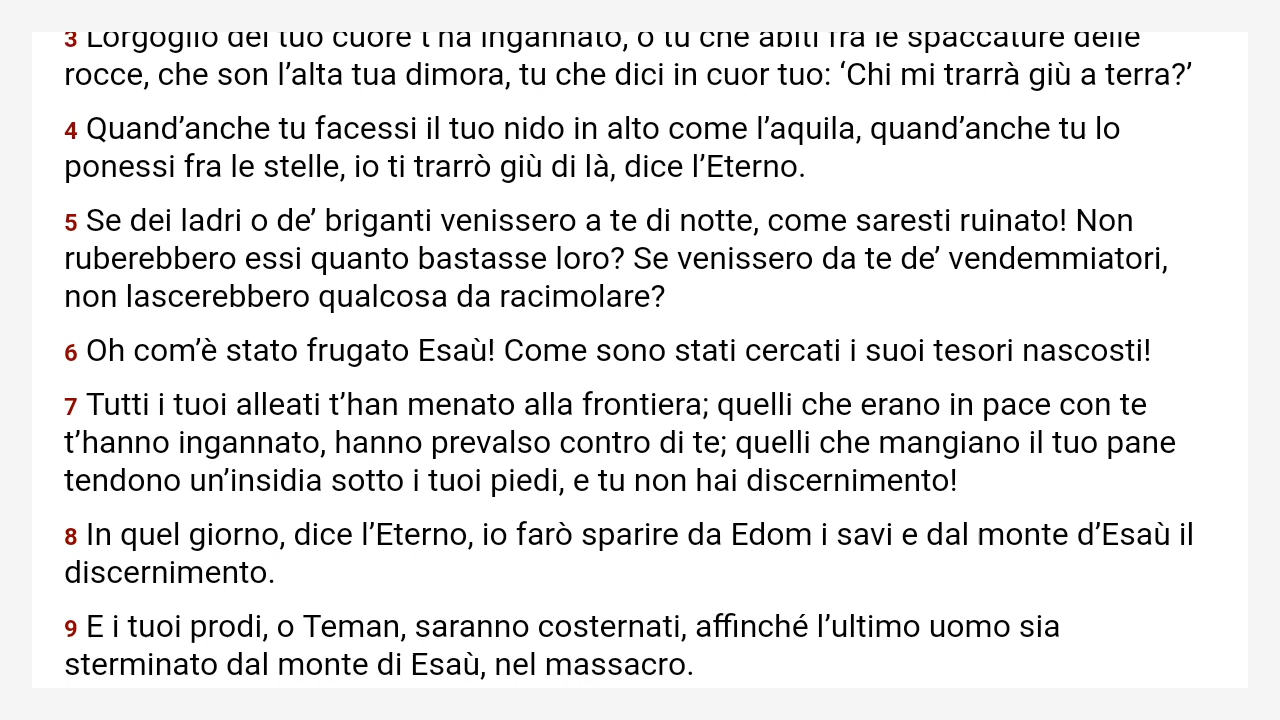 3 L'orgoglio del tuo cuore t'ha ingannato, o tu che abiti fra le spaccature delle
rocce, che son l’alta tua dimora, tu che dici in cuor tuo: ‘Chi mi trarrà giù a terra?’
4 Quand’anche tu facessi il tuo nido in alto come l’aquila, quand’anche tu lo
ponessi fra le stelle, io ti trarrò giù di là, dice l’Eterno.
5 Se dei ladri o de’ briganti venissero a te di notte, come saresti ruinato! Non
ruberebbero essi quanto bastasse loro? Se venissero da te de’ vendemmiatori,
non lascerebbero qualcosa da racimolare?
6 Oh com’è stato frugato Esaù! Come sono stati cercati i suoi tesori nascosti!
7 Tutti i tuoi alleati t’han menato alla frontiera; quelli che erano in pace con te
t’hanno ingannato, hanno prevalso contro di te; quelli che mangiano il tuo pane
tendono un’insidia sotto i tuoi piedi, e tu non hai discernimento!
8 In quel giorno, dice l’Eterno, io farò sparire da Edom i savi e dal monte d’Esaù il
discernimento.
9 E i tuoi prodi, o Teman, saranno costernati, affinché l’ultimo uomo sia
sterminato dal monte di Esaù, nel massacro.